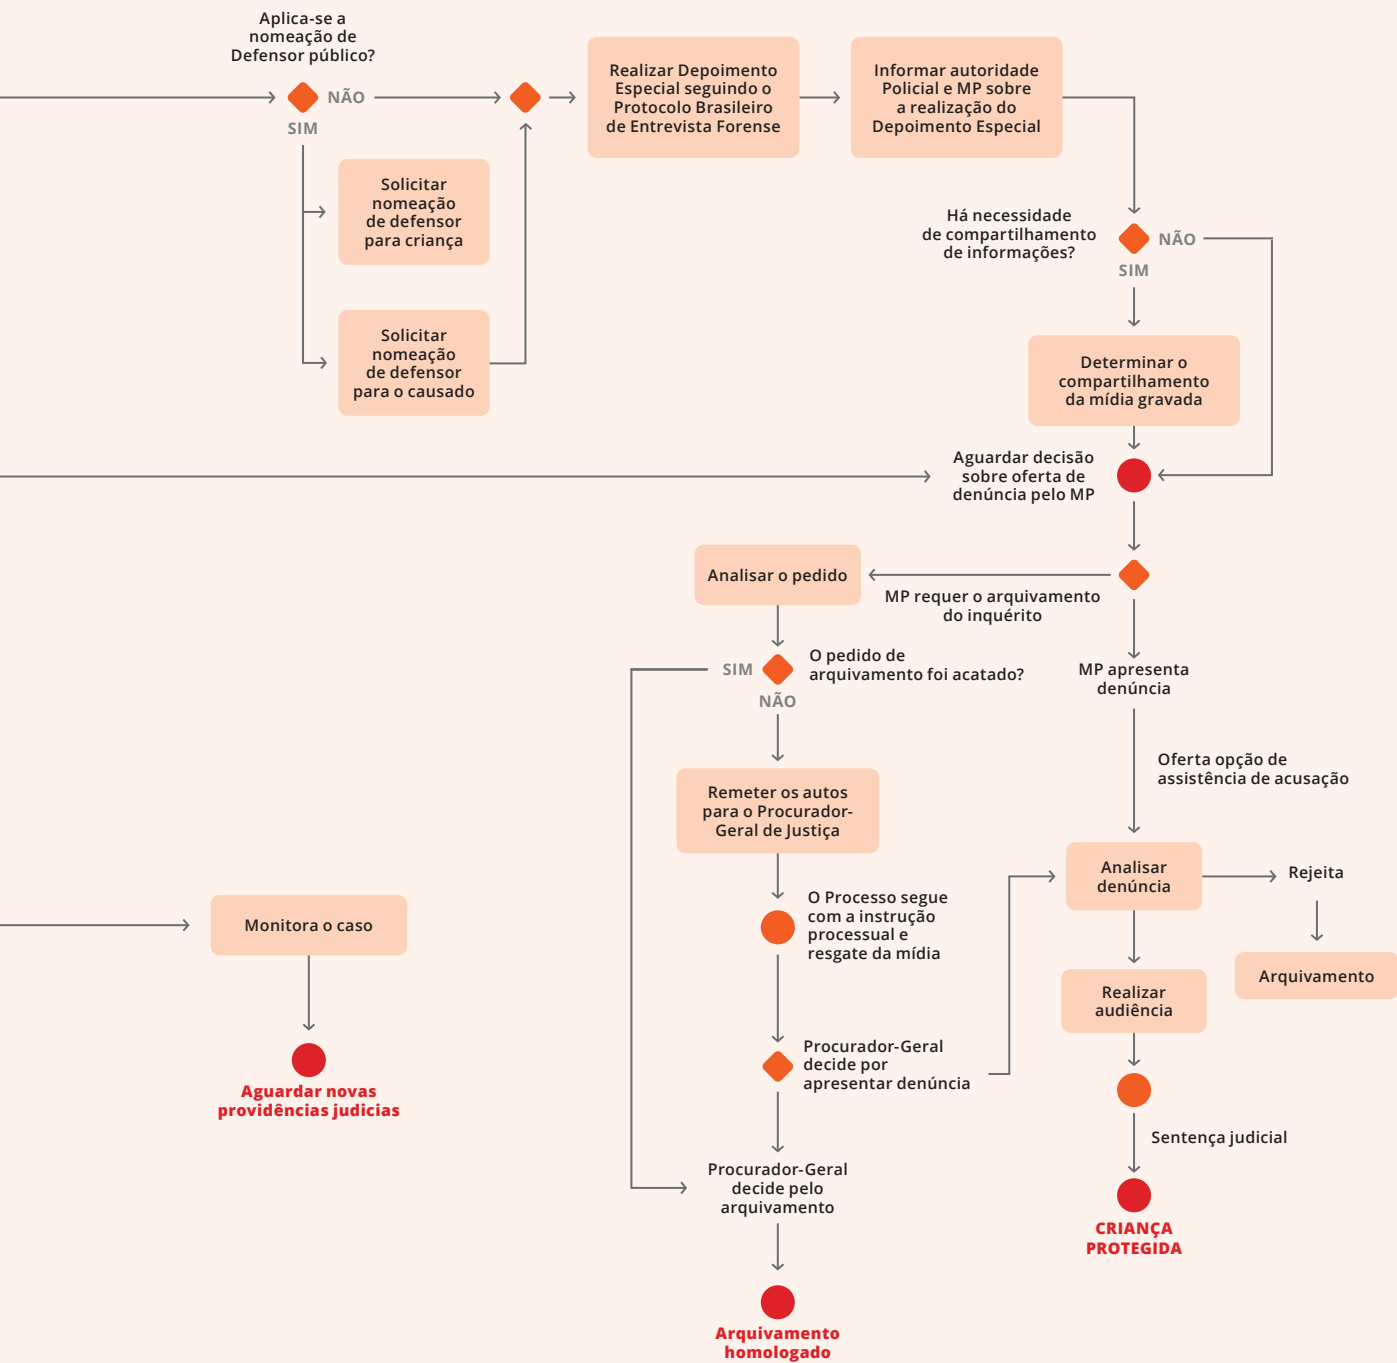 Aplica-se a
nomeação de
Defensor público?
NÃO
SIM
Solicitar
nomeação
de defensor
para criança
Solicitar
nomeação
de defensor
para o causado
Realizar Depoimento
Especial seguindo o
Protocolo Brasileiro
de Entrevista Forense
Informar autoridade
Policial e MP sobre
a realização do
Depoimento Especial
Há necessidade
de compartilhamento
de informações?
NÃO
SIM
Determinar o
compartilhamento
da mídia gravada
Aguardar decisão
sobre oferta de
denúncia pelo MP
Analisar o pedido
MP requer o arquivamento
do inquérito
SIM
O pedido de
arquivamento foi acatado?
NÃO
MP apresenta
denúncia
Oferta opção de
assistência de acusação
Remeter os autos
para o Procurador-
Geral de Justiça
O Processo segue
com a instrução
processual e
resgate da mídia
Analisar
denúncia
Rejeita
Arquivamento
Realizar
audiência
Monitora o caso
Aguardar novas
providências judicias
Procurador-Geral
decide por
apresentar denúncia
Sentença judicial
Procurador-Geral
decide pelo
arquivamento
CRIANÇA
PROTEGIDA
Arquivamento
homologado